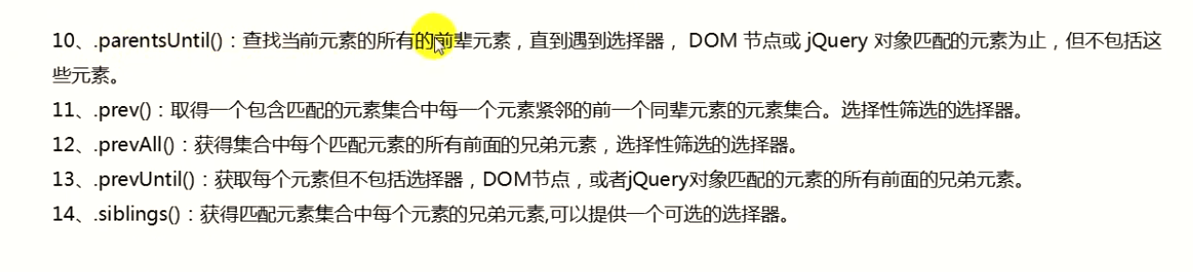 10、.parentsUntil()：查找当前元素的所有的前辈元素，直到遇到选择器， DOM 节点或 jQuery 对象匹配的元素为止，但不包括这
些元素。
11、.prev()：取得一个包含匹配的元素集合中每一个元素紧邻的前一个同辈元素的元素集合。选择性筛选的选择器。
12、.prevAll()：获得集合中每个匹配元素的所有前面的兄弟元素，选择性筛选的选择器。
13、.prevUntil()：获取每个元素但不包括选择器，DOM节点，或者jQuery对象匹配的元素的所有前面的兄弟元素。
14、.siblings()：获得匹配元素集合中每个元素的兄弟元素,可以提供一个可选的选择器。